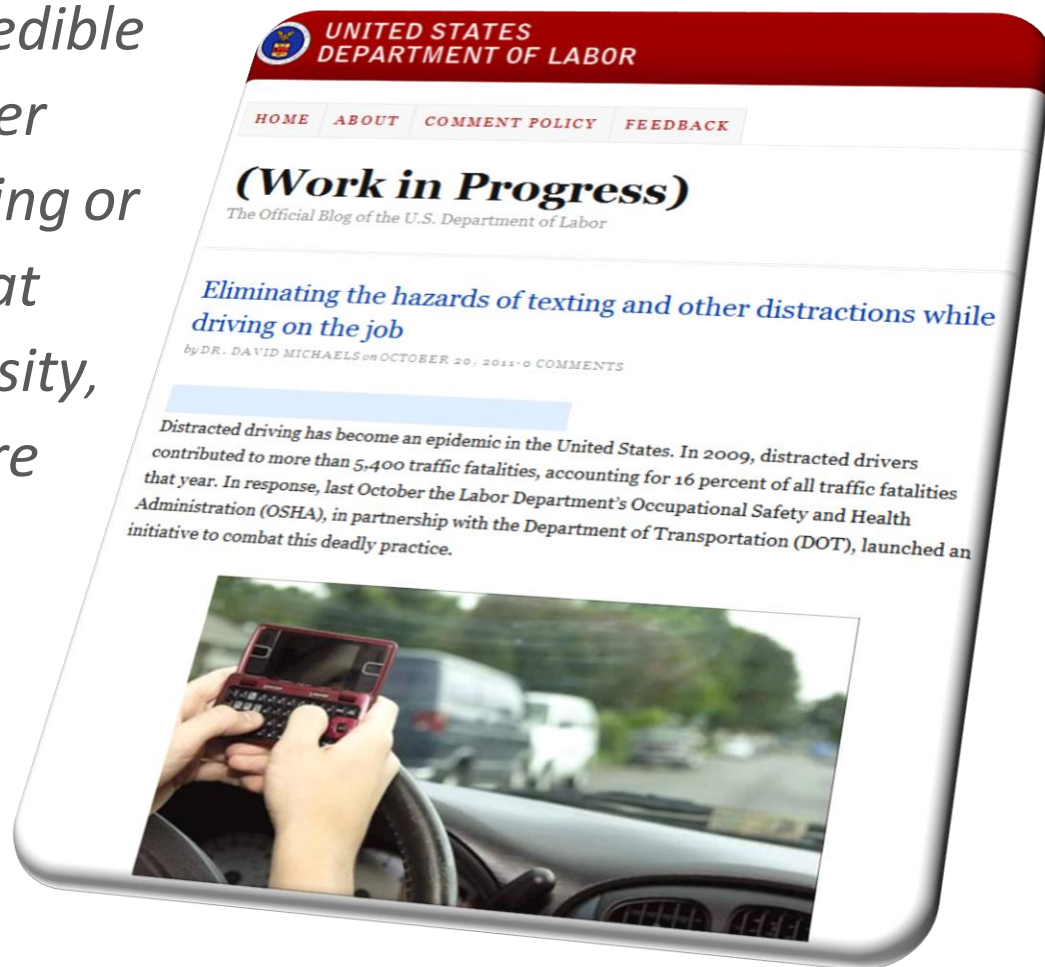 edible
er
ing or
at
sity,
re
UNITED STATES
DEPARTMENT OF LABOR
HOME ABOUT COMMENT POLICY FEEDBACK
(Work in Progress)
The Official Blog of the U.S. Department of Labor
Eliminating the hazards of texting and other distractions while
driving on the job
by DR. DAVID MICHAELS on OCTOBER 20, 2011 · 0 COMMENTS
Distracted driving has become an epidemic in the United States. In 2009, distracted drivers
contributed to more than 5,400 traffic fatalities, accounting for 16 percent of all traffic fatalities
that year. In response, last October the Labor Department's Occupational Safety and Health
Administration (OSHA), in partnership with the Department of Transportation (DOT), launched an
initiative to combat this deadly practice.